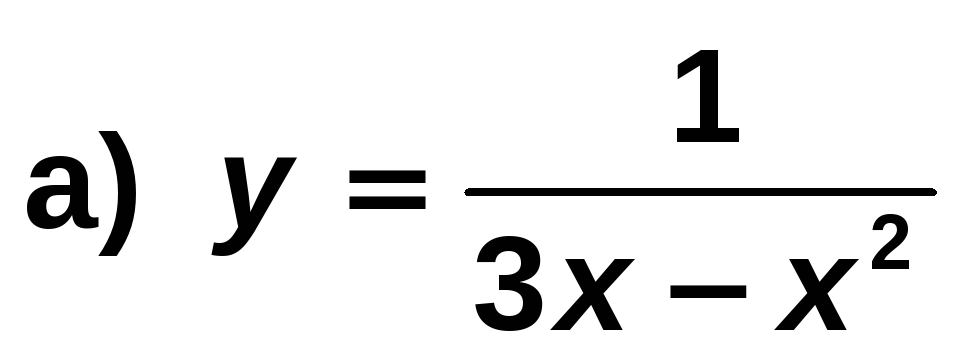 a) y = 1 / (3x − x²)